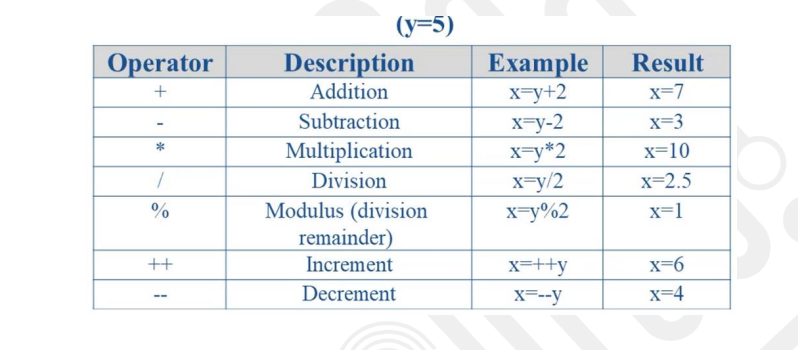 (y=5)
Operator Description Example Result
+ Addition x=y+2 x=7
- Subtraction x=y-2 x=3
* Multiplication x=y*2 x=10
/ Division x=y/2 x=2.5
% Modulus (division x=y%2 x=1
remainder)
++ Increment x=++y x=6
-- Decrement x=--y x=4